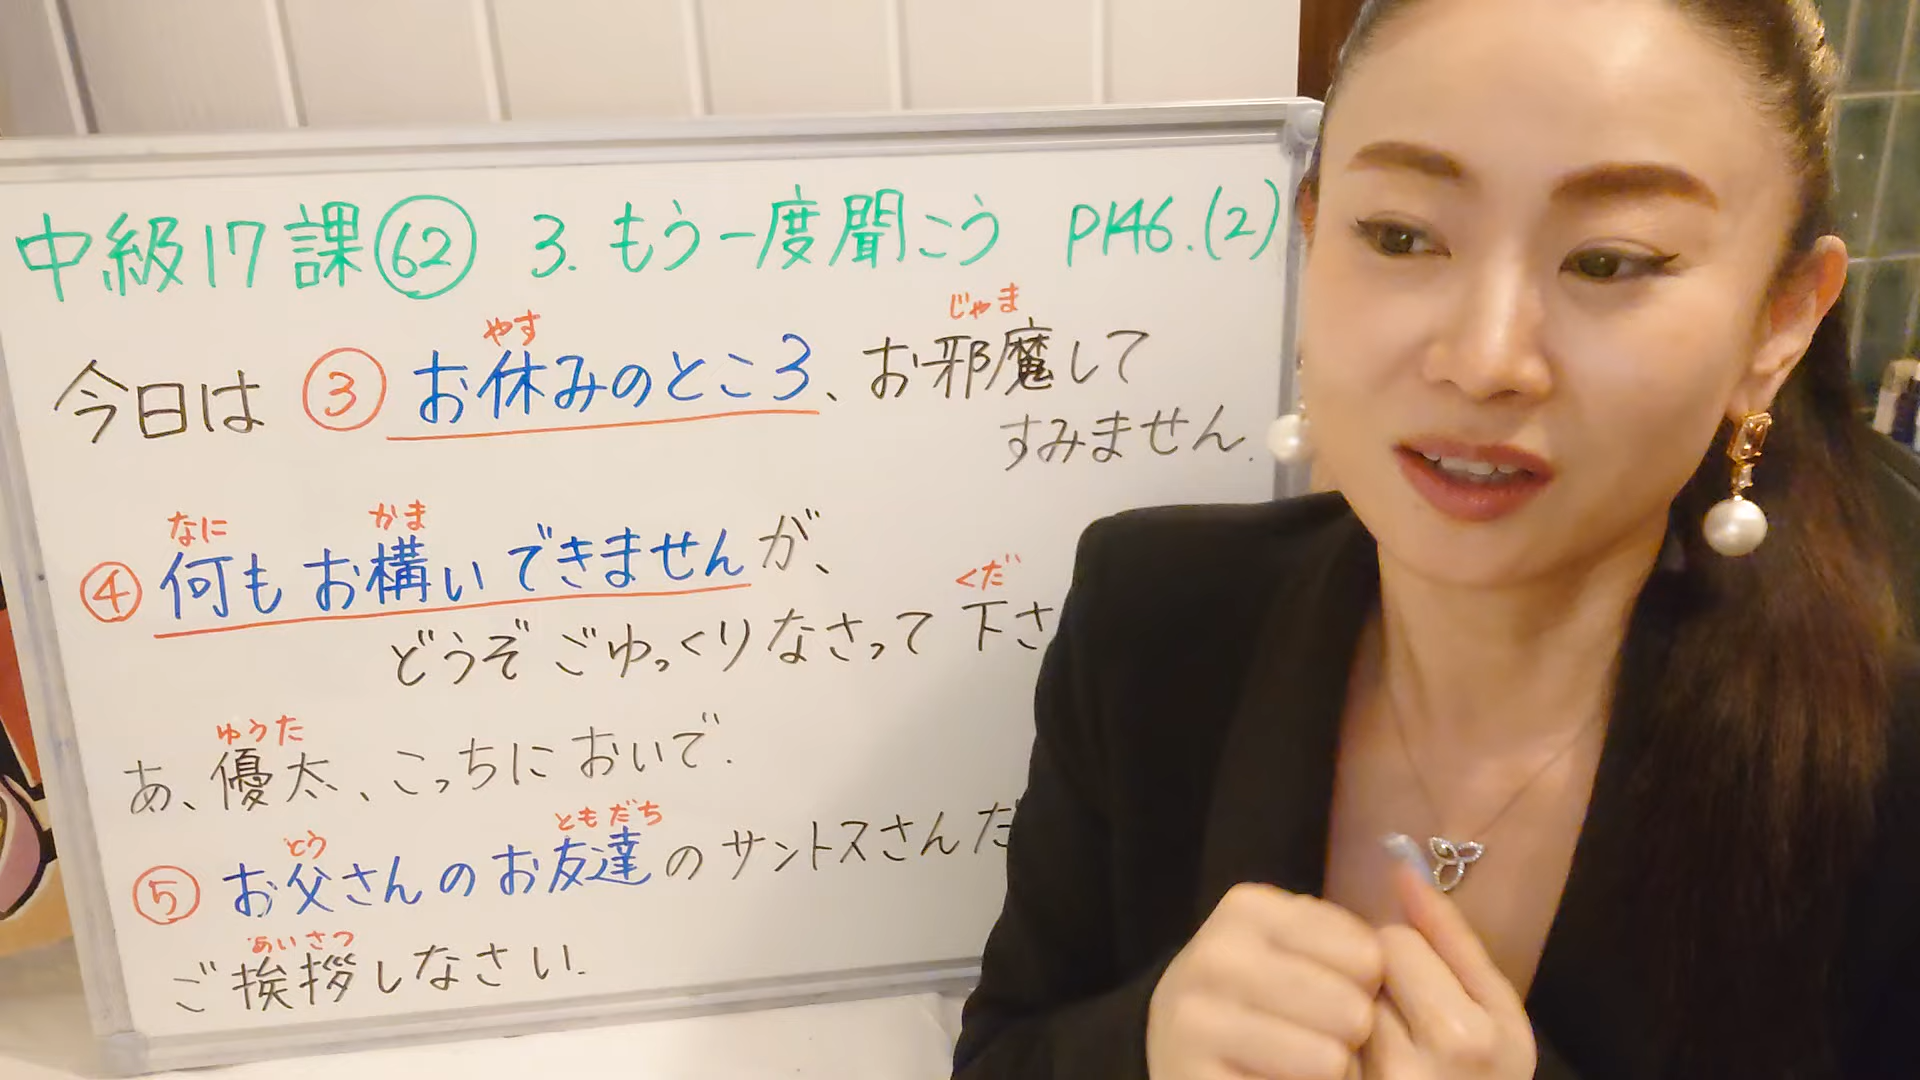 中級17課62 3.もう一度聞こう P146.(2)
やす じゃま
今日は ③ お休みのところ、お邪魔して
すみません.
なに かま
④ 何もお構いできませんが、
くだ
どうぞごゆっくりなさって下さ
ゆうた
あ、優太、こっちにおいで.
とう ともだち
⑤ お父さんのお友達のサントスさんだ
あいさつ
ご挨拶しなさい.